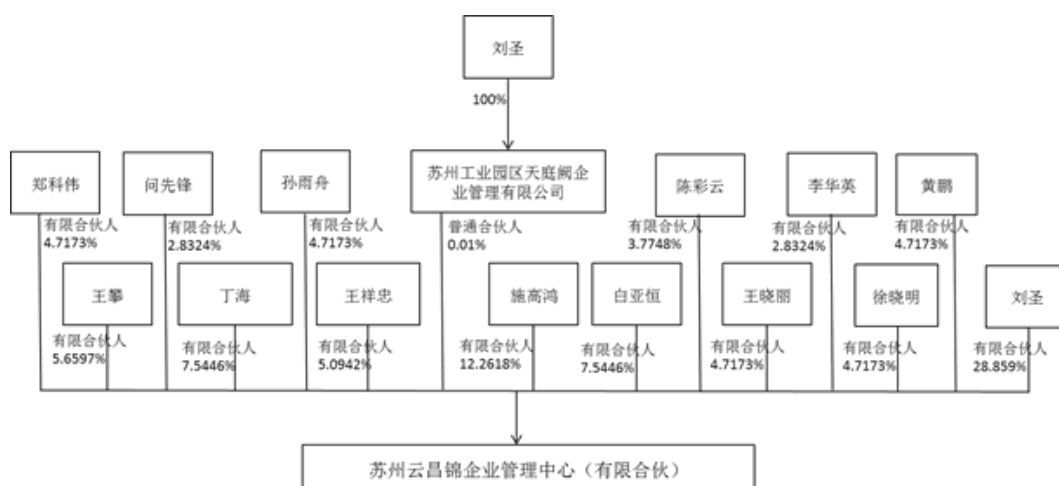 刘圣
100%
郑科伟
问先锋
孙雨舟
苏州工业园区天庭阙企
业管理有限公司
陈彩云
李华英
黄鹏
有限合伙人
4.7173%
有限合伙人
2.8324%
有限合伙人
4.7173%
普通合伙人
0.01%
有限合伙人
3.7748%
有限合伙人
2.8324%
有限合伙人
4.7173%
王攀
丁海
王祥忠
施高鸿
白亚恒
王晓丽
徐晓明
刘圣
有限合伙人
5.6597%
有限合伙人
7.5446%
有限合伙人
5.0942%
有限合伙人
12.2618%
有限合伙人
7.5446%
有限合伙人
4.7173%
有限合伙人
4.7173%
有限合伙人
28.859%
苏州云昌锦企业管理中心（有限合伙）